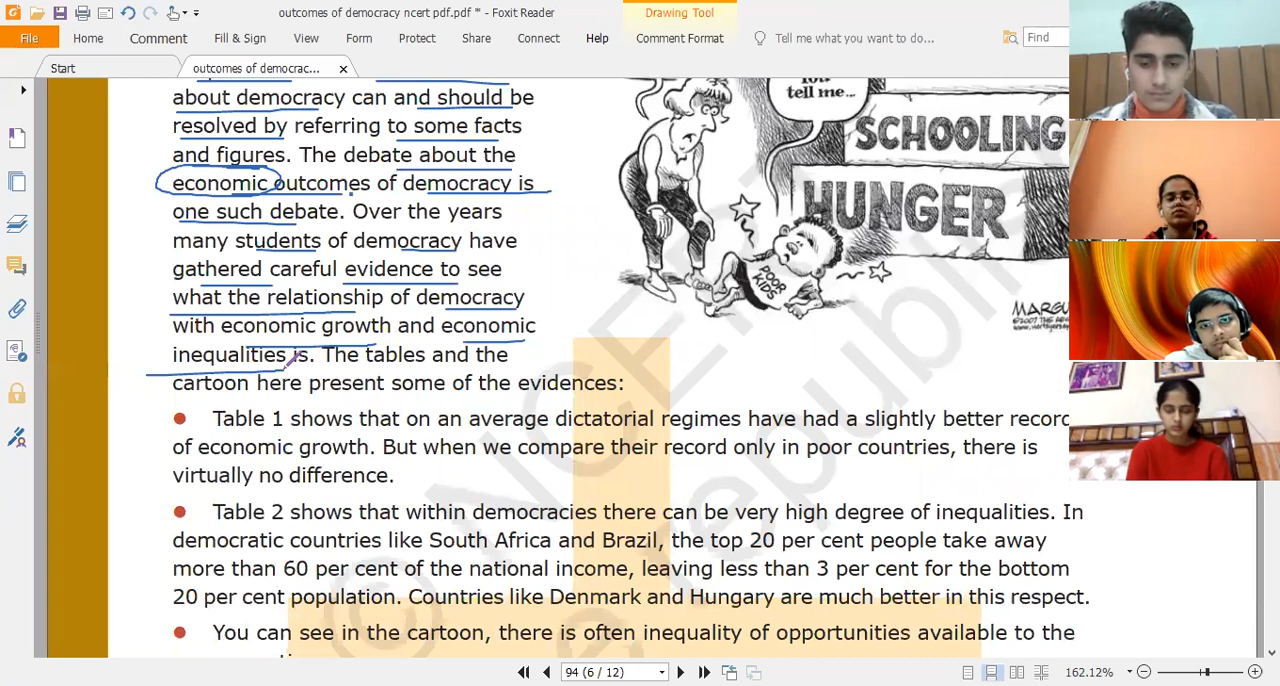 outcomes of democracy ncert pdf.pdf * - Foxit Reader
Drawing Tool
File Home Comment Fill & Sign View Form Protect Share Connect Help Comment Format Tell me what you want to do... Find
Start outcomes of democrac... ×
about democracy can and should be
resolved by referring to some facts
and figures. The debate about the
economic outcomes of democracy is
one such debate. Over the years
many students of democracy have
gathered careful evidence to see
what the relationship of democracy
with economic growth and economic
inequalities is. The tables and the
cartoon here present some of the evidences:
You
tell me...
SCHOOLING
HUNGER
POOR
KIDS
● Table 1 shows that on an average dictatorial regimes have had a slightly better record
of economic growth. But when we compare their record only in poor countries, there is
virtually no difference.
● Table 2 shows that within democracies there can be very high degree of inequalities. In
democratic countries like South Africa and Brazil, the top 20 per cent people take away
more than 60 per cent of the national income, leaving less than 3 per cent for the bottom
20 per cent population. Countries like Denmark and Hungary are much better in this respect.
● You can see in the cartoon, there is often inequality of opportunities available to the
© NCERT
be republished
94 (6 / 12)
162.12%